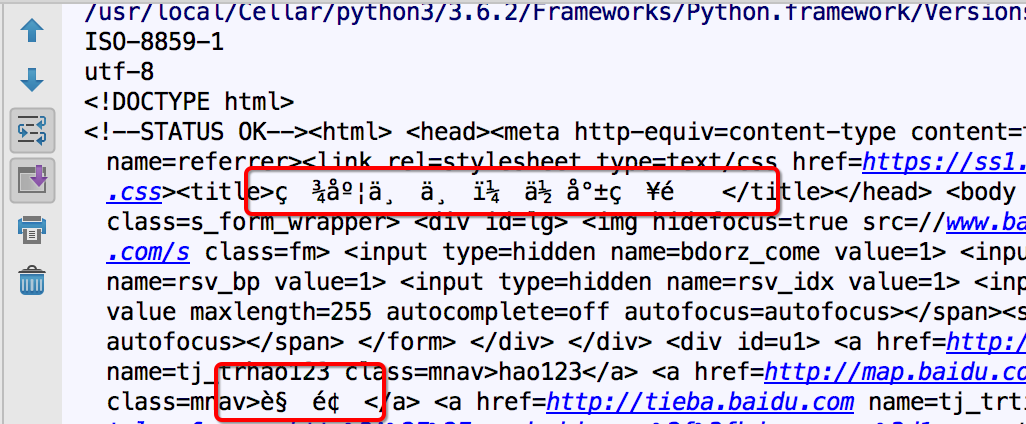 /usr/local/Cellar/python3/3.6.2/Frameworks/Python.framework/Versions
ISO-8859-1
utf-8
<!DOCTYPE html>
<!--STATUS OK--><html> <head><meta http-equiv=content-type content=
name=referrer><link rel=stylesheet type=text/css href=https://ss1.
.css><title>ç ¾åº¦ä¸ ä¸ ï¼ ä½ å°±ç ¥é </title></head> <body
class=s_form_wrapper> <div id=lg> <img hidefocus=true src=//www.ba
.com/s class=fm> <input type=hidden name=bdorz_come value=1> <inpu
name=rsv_bp value=1> <input type=hidden name=rsv_idx value=1> <inp
value maxlength=255 autocomplete=off autofocus=autofocus></span><s
autofocus></span> </form> </div> </div> <div id=u1> <a href=http:/
name=tj_trhao123 class=mnav>hao123</a> <a href=http://map.baidu.co
class=mnav>è§ é¢ </a> <a href=http://tieba.baidu.com name=tj_trti